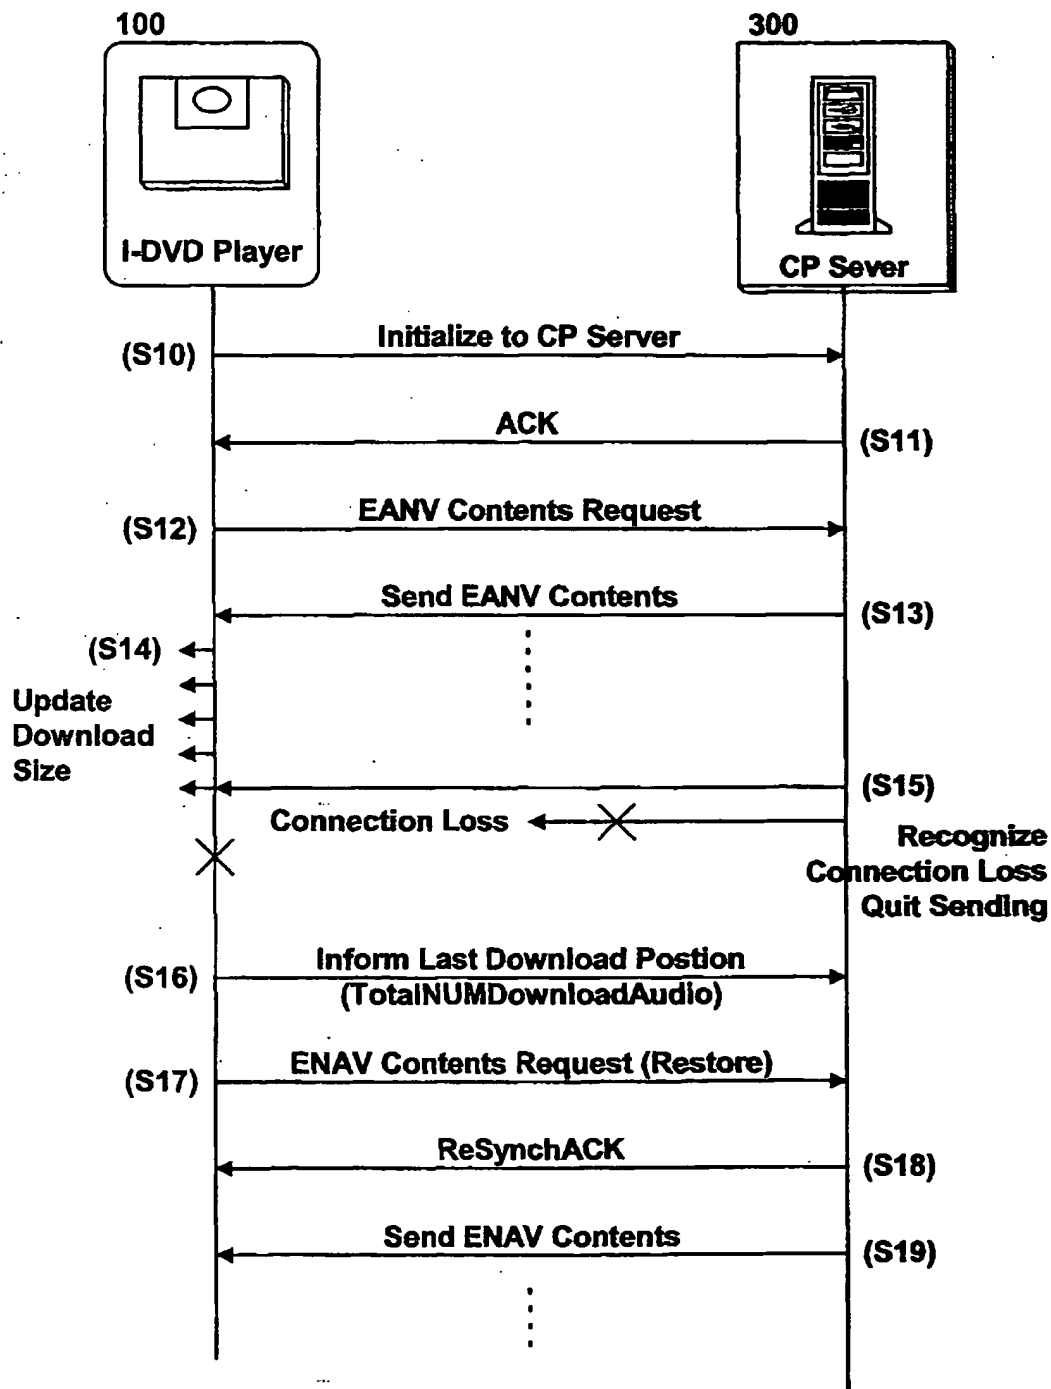 100
300
I-DVD Player
CP Sever
Initialize to CP Server
(S10)
ACK
(S11)
EANV Contents Request
(S12)
Send EANV Contents
(S13)
(S14)
Update
Download
Size
(S15)
Connection Loss
Recognize
Connection Loss
Quit Sending
Inform Last Download Postion
(S16)
(TotalNUMDownloadAudio)
ENAV Contents Request (Restore)
(S17)
ReSynchACK
(S18)
Send ENAV Contents
(S19)